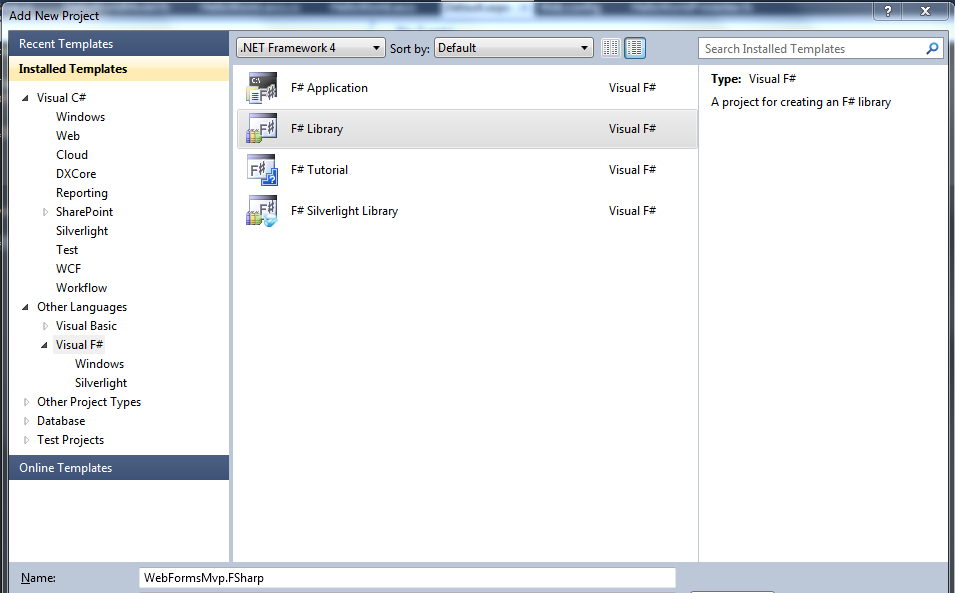 Add New Project
Recent Templates
Installed Templates
Visual C#
Windows
Web
Cloud
DXCore
Reporting
SharePoint
Silverlight
Test
WCF
Workflow
Other Languages
Visual Basic
Visual F#
Windows
Silverlight
Other Project Types
Database
Test Projects
Online Templates
.NET Framework 4 Sort by: Default
F# Application Visual F#
F# Library Visual F#
F# Tutorial Visual F#
F# Silverlight Library Visual F#
Search Installed Templates
Type: Visual F#
A project for creating an F# library
Name: WebFormsMvp.FSharp